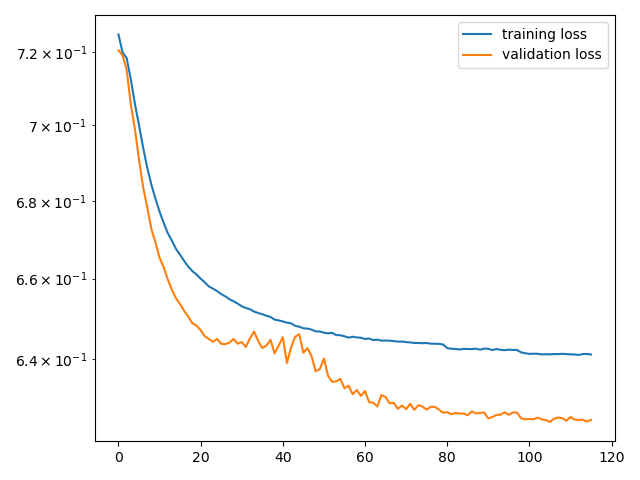 training loss
validation loss
7.2 × 10⁻¹
7 × 10⁻¹
6.8 × 10⁻¹
6.6 × 10⁻¹
6.4 × 10⁻¹
0 20 40 60 80 100 120